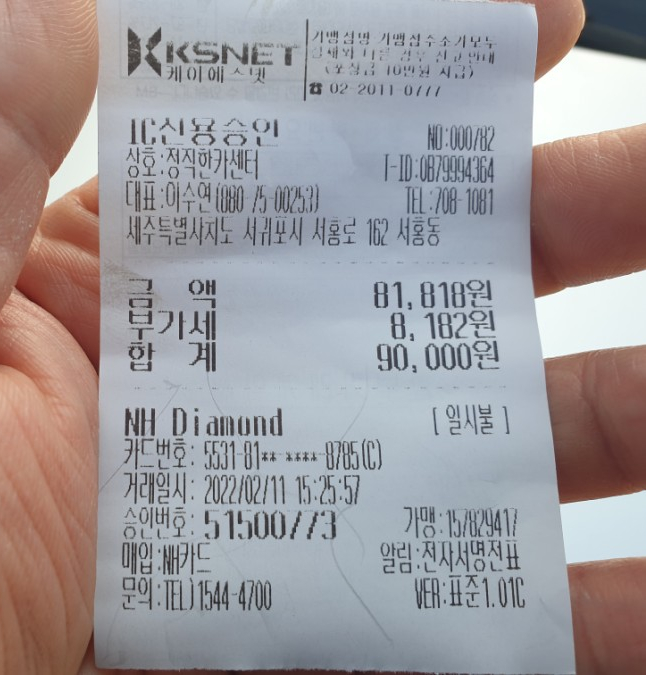 KSNET
케이에스넷
가맹점명 가맹점주소가모두
상세와 다를 경우 신고안내
(포상금 10만원 지급)
☎ 02-2011-0777
IC신용승인 NO:000782
상호:정직한카센터 T-ID:0B79994364
대표:이수연(880-75-00253) TEL:708-1081
제주특별자치도 서귀포시 서홍로 162 서홍동
금 액 81,818원
부가세 8,182원
합 계 90,000원
NH Diamond [ 일시불 ]
카드번호: 5531-81**-****-8785(C)
거래일시: 2022/02/11 15:25:57
승인번호: 51500773 가맹:157829417
매입:NH카드 알림:전자서명전표
문의:TEL)1544-4700 VER:표준1.01C